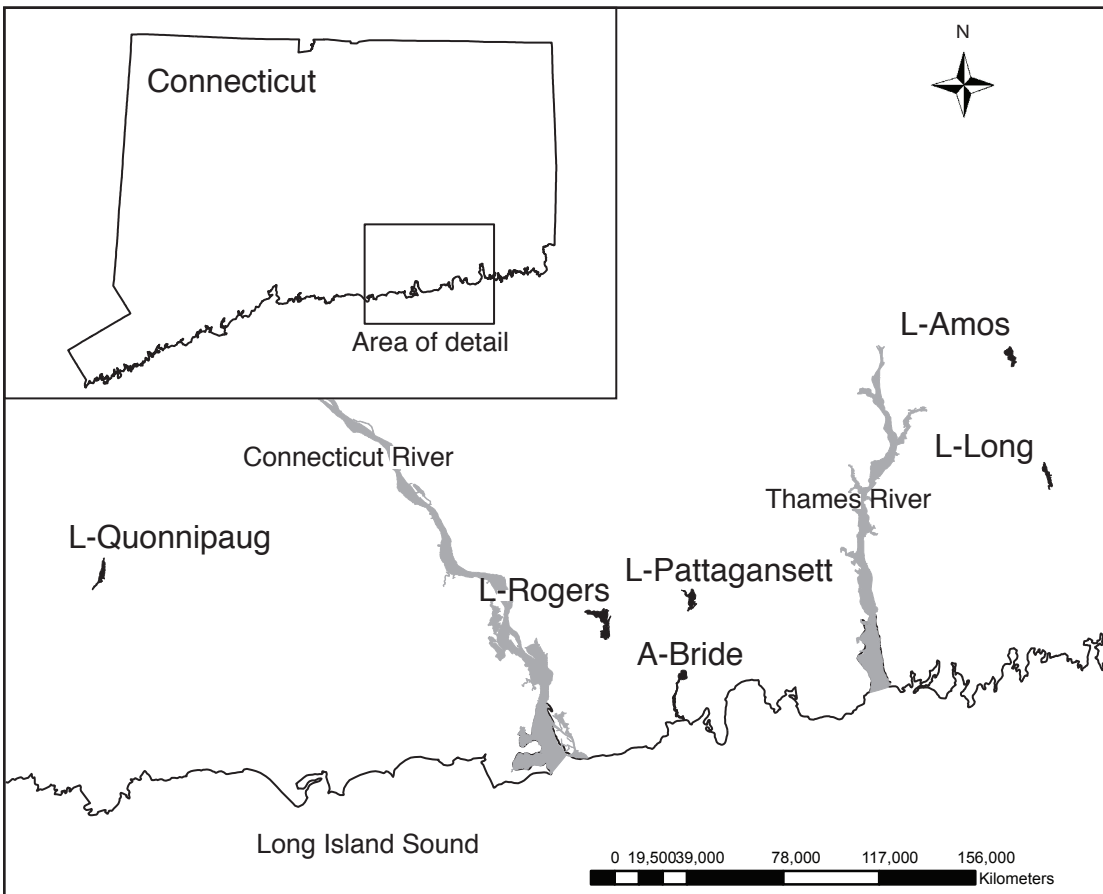 N
Connecticut
Area of detail
L-Amos
Connecticut River
L-Long
Thames River
L-Quonnipaug
L-Pattagansett
L-Rogers
A-Bride
Long Island Sound
0 19,50039,000 78,000 117,000 156,000
Kilometers